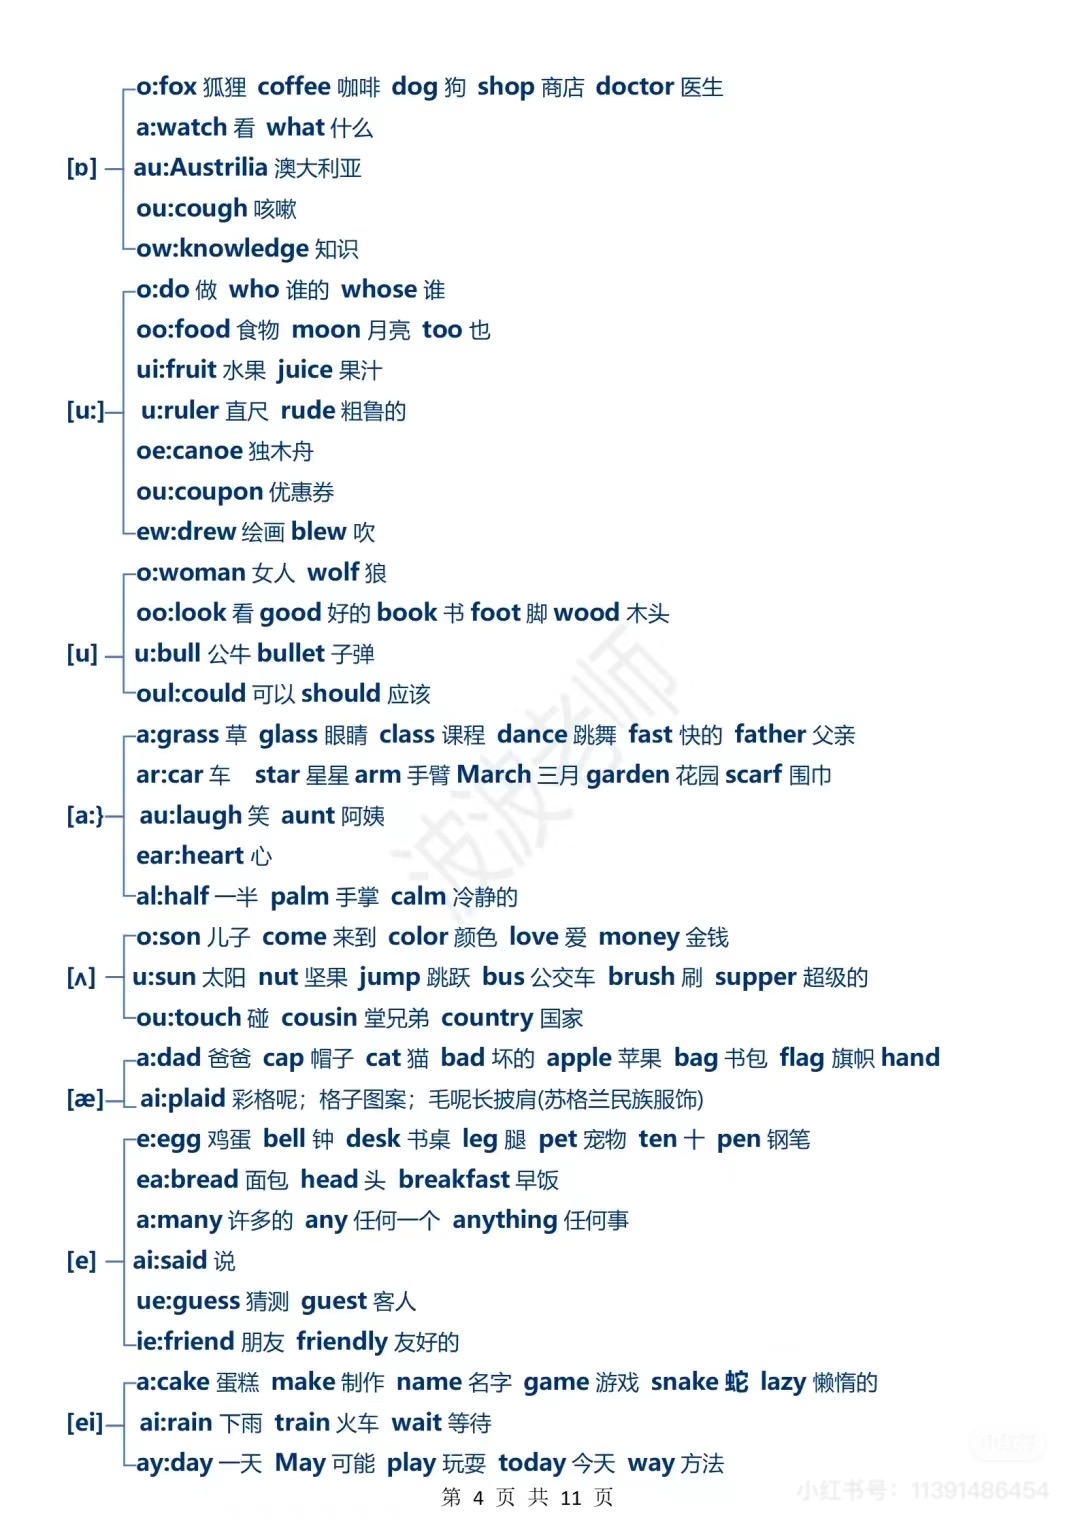 o:fox 狐狸 coffee 咖啡 dog 狗 shop 商店 doctor 医生
a:watch 看 what 什么
[ɒ] au:Austrilia 澳大利亚
ou:cough 咳嗽
ow:knowledge 知识
o:do 做 who 谁的 whose 谁
oo:food 食物 moon 月亮 too 也
ui:fruit 水果 juice 果汁
[u:] u:ruler 直尺 rude 粗鲁的
oe:canoe 独木舟
ou:coupon 优惠券
ew:drew 绘画 blew 吹
o:woman 女人 wolf 狼
oo:look 看 good 好的 book 书 foot 脚 wood 木头
[u] u:bull 公牛 bullet 子弹
oul:could 可以 should 应该
a:grass 草 glass 眼睛 class 课程 dance 跳舞 fast 快的 father 父亲
ar:car 车 star 星星 arm 手臂 March 三月 garden 花园 scarf 围巾
[a:} au:laugh 笑 aunt 阿姨
ear:heart 心
al:half 一半 palm 手掌 calm 冷静的
o:son 儿子 come 来到 color 颜色 love 爱 money 金钱
[ʌ] u:sun 太阳 nut 坚果 jump 跳跃 bus 公交车 brush 刷 supper 超级的
ou:touch 碰 cousin 堂兄弟 country 国家
a:dad 爸爸 cap 帽子 cat 猫 bad 坏的 apple 苹果 bag 书包 flag 旗帜 hand
[æ] ai:plaid 彩格呢；格子图案；毛呢长披肩(苏格兰民族服饰)
e:egg 鸡蛋 bell 钟 desk 书桌 leg 腿 pet 宠物 ten 十 pen 钢笔
ea:bread 面包 head 头 breakfast 早饭
a:many 许多的 any 任何一个 anything 任何事
[e] ai:said 说
ue:guess 猜测 guest 客人
ie:friend 朋友 friendly 友好的
a:cake 蛋糕 make 制作 name 名字 game 游戏 snake 蛇 lazy 懒惰的
[ei] ai:rain 下雨 train 火车 wait 等待
ay:day 一天 May 可能 play 玩耍 today 今天 way 方法
第 4 页 共 11 页
波波老师
小红书
小红书号：11391486454